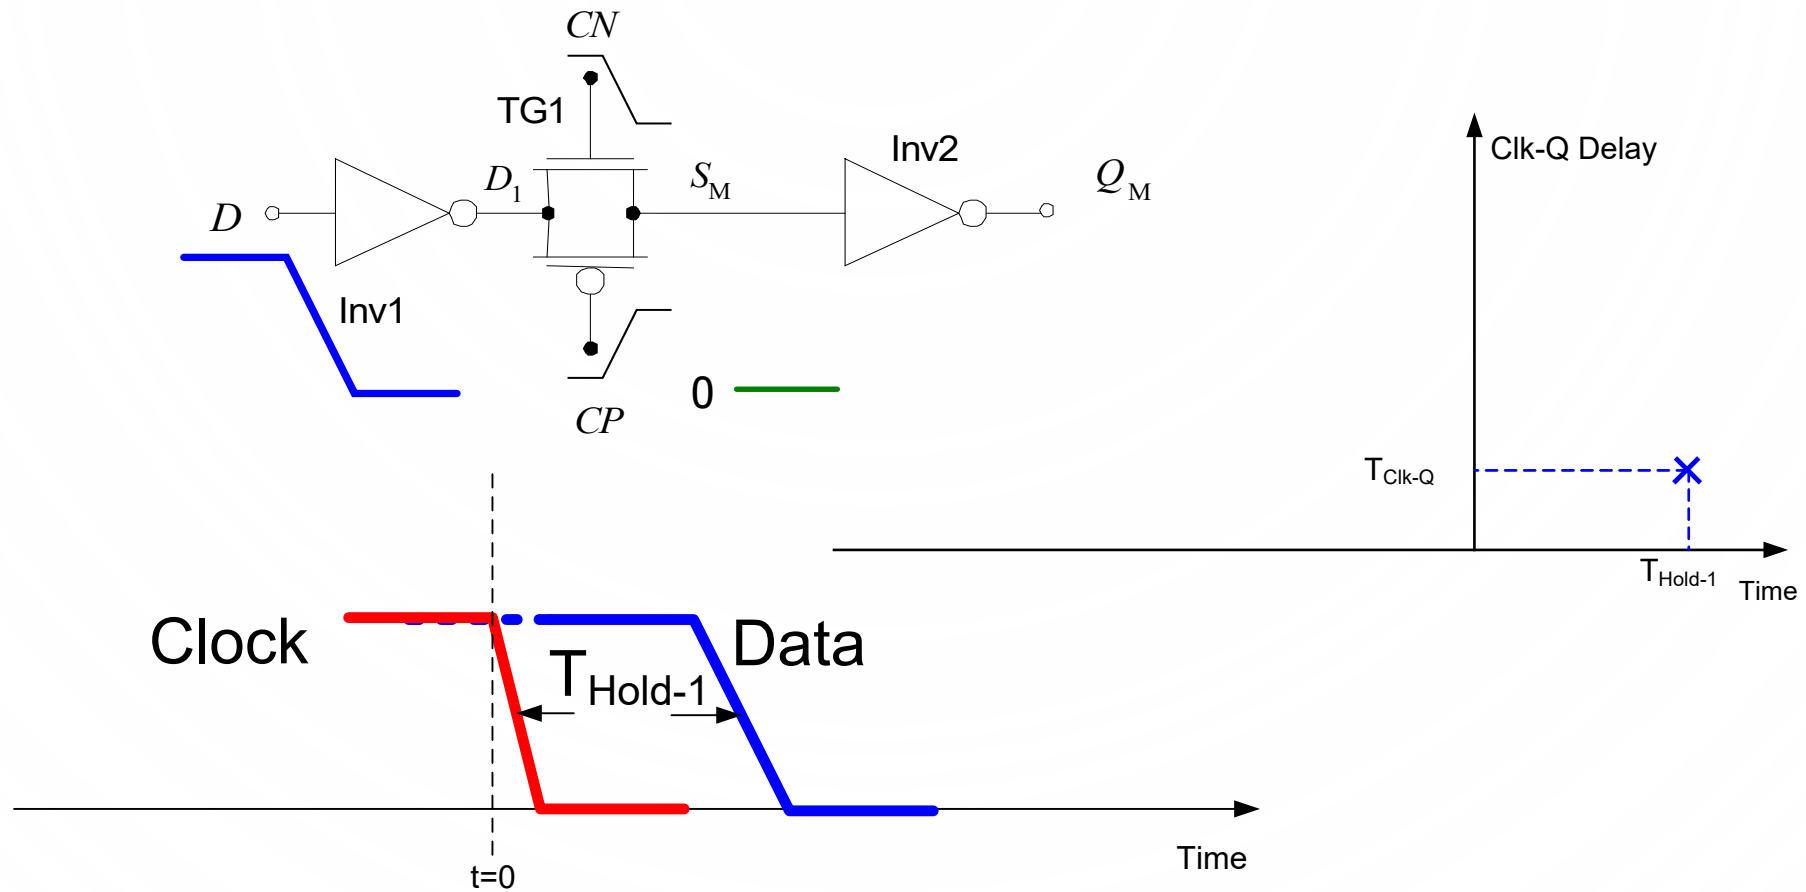 CN
TG1
Inv2
Clk-Q Delay
D
D1
SM
QM
Inv1
0
CP
TClk-Q
THold-1
Time
Clock
THold-1
Data
Time
t=0